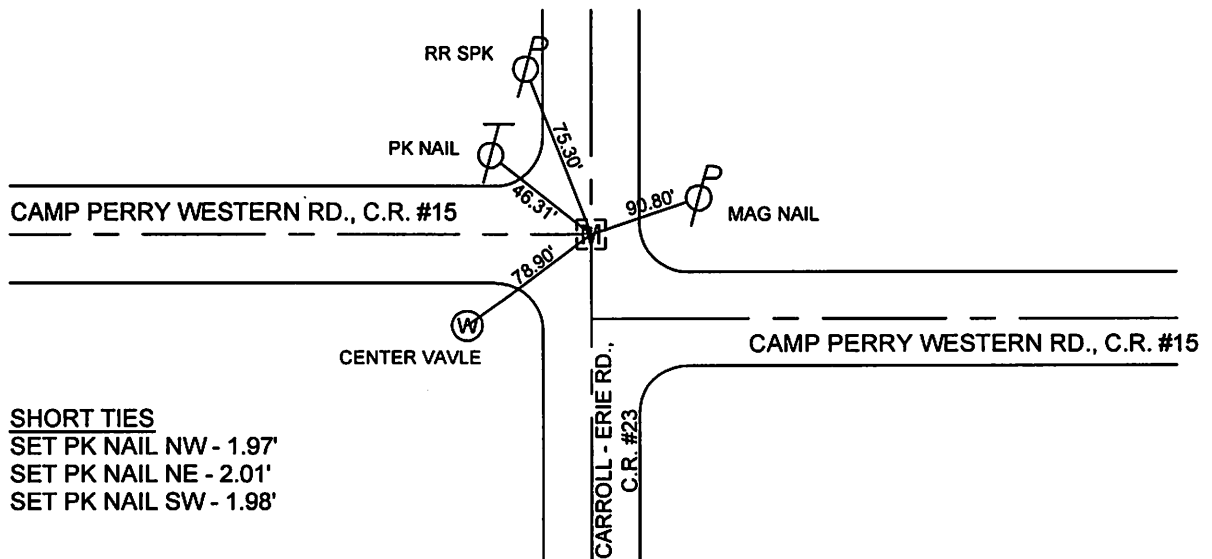 RR SPK
P
75.30'
T
PK NAIL
46.31'
P
90.80'
MAG NAIL
CAMP PERRY WESTERN RD., C.R. #15
M
78.90'
W
CENTER VAVLE
CAMP PERRY WESTERN RD., C.R. #15
CARROLL - ERIE RD.,
C.R. #23
SHORT TIES
SET PK NAIL NW - 1.97'
SET PK NAIL NE - 2.01'
SET PK NAIL SW - 1.98'